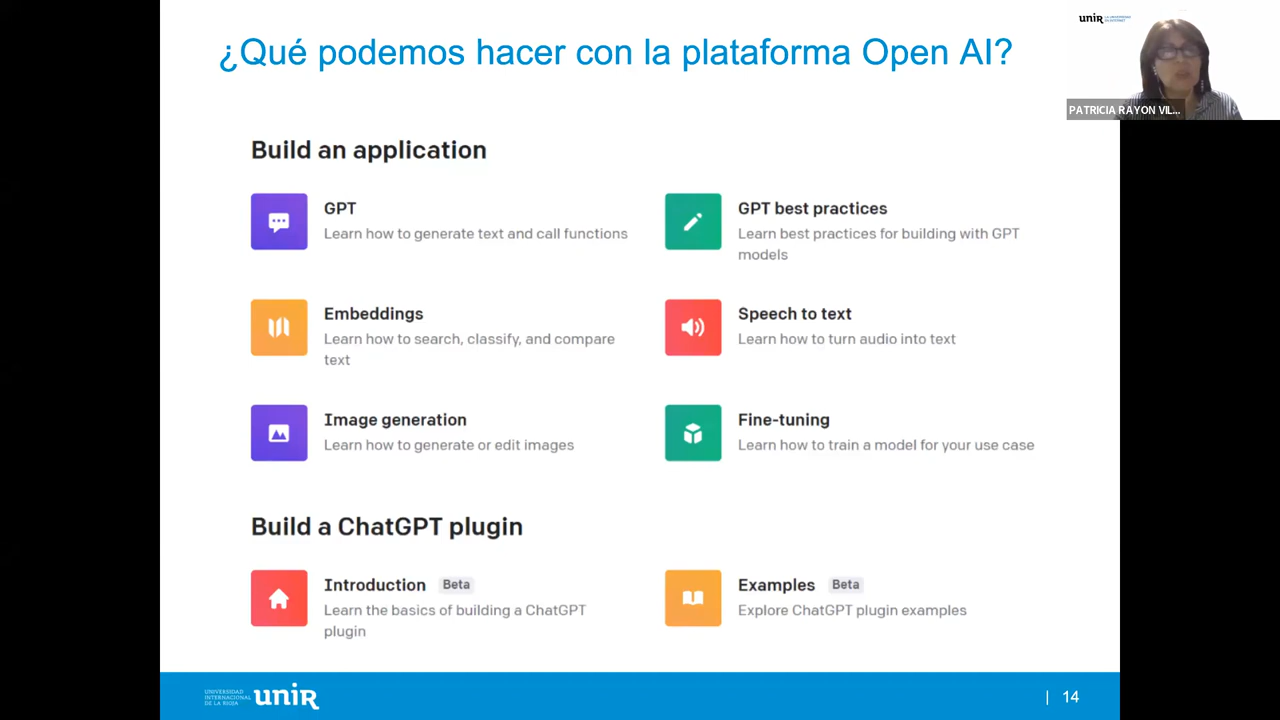 ¿Qué podemos hacer con la plataforma Open AI?
unir LA UNIVERSIDAD
EN INTERNET
PATRICIA RAYON VIL...
Build an application
GPT
Learn how to generate text and call functions
GPT best practices
Learn best practices for building with GPT
models
Embeddings
Learn how to search, classify, and compare
text
Speech to text
Learn how to turn audio into text
Image generation
Learn how to generate or edit images
Fine-tuning
Learn how to train a model for your use case
Build a ChatGPT plugin
Introduction Beta
Learn the basics of building a ChatGPT
plugin
Examples Beta
Explore ChatGPT plugin examples
UNIVERSIDAD
INTERNACIONAL
DE LA RIOJA
unir
| 14